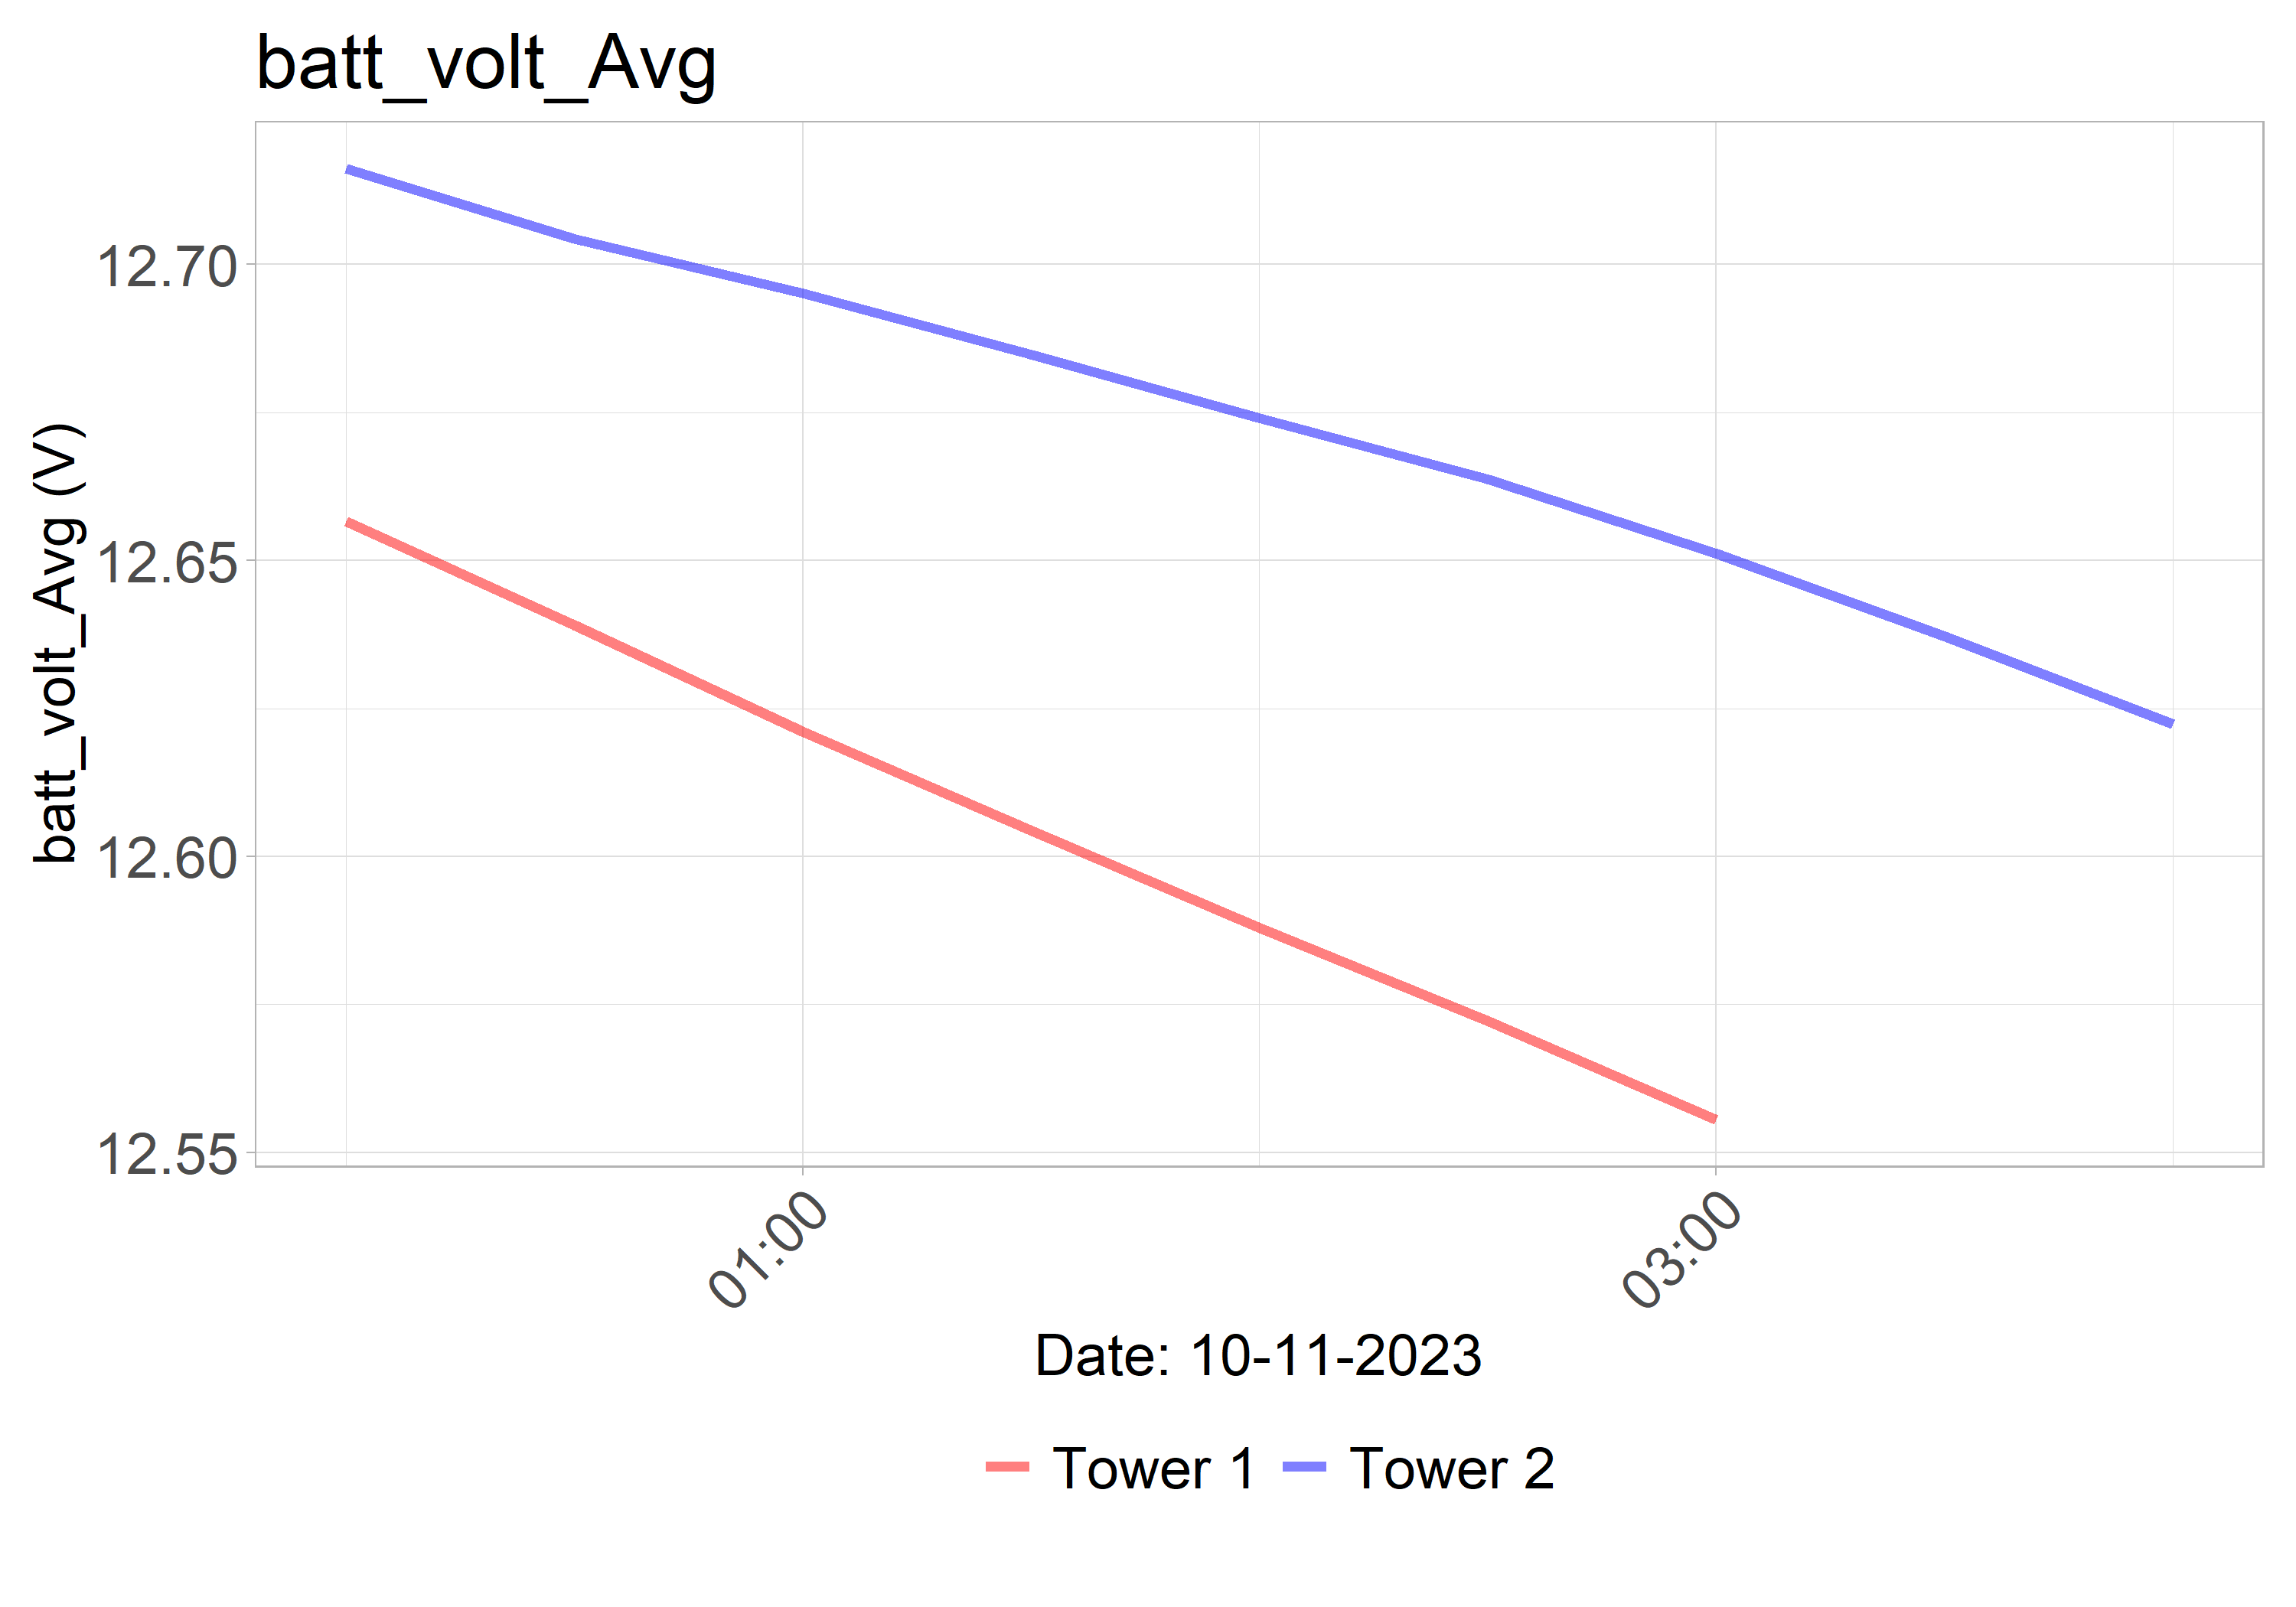 batt_volt_Avg
batt_volt_Avg (V)
12.70
12.65
12.60
12.55
01:00
03:00
Date: 10-11-2023
Tower 1
Tower 2